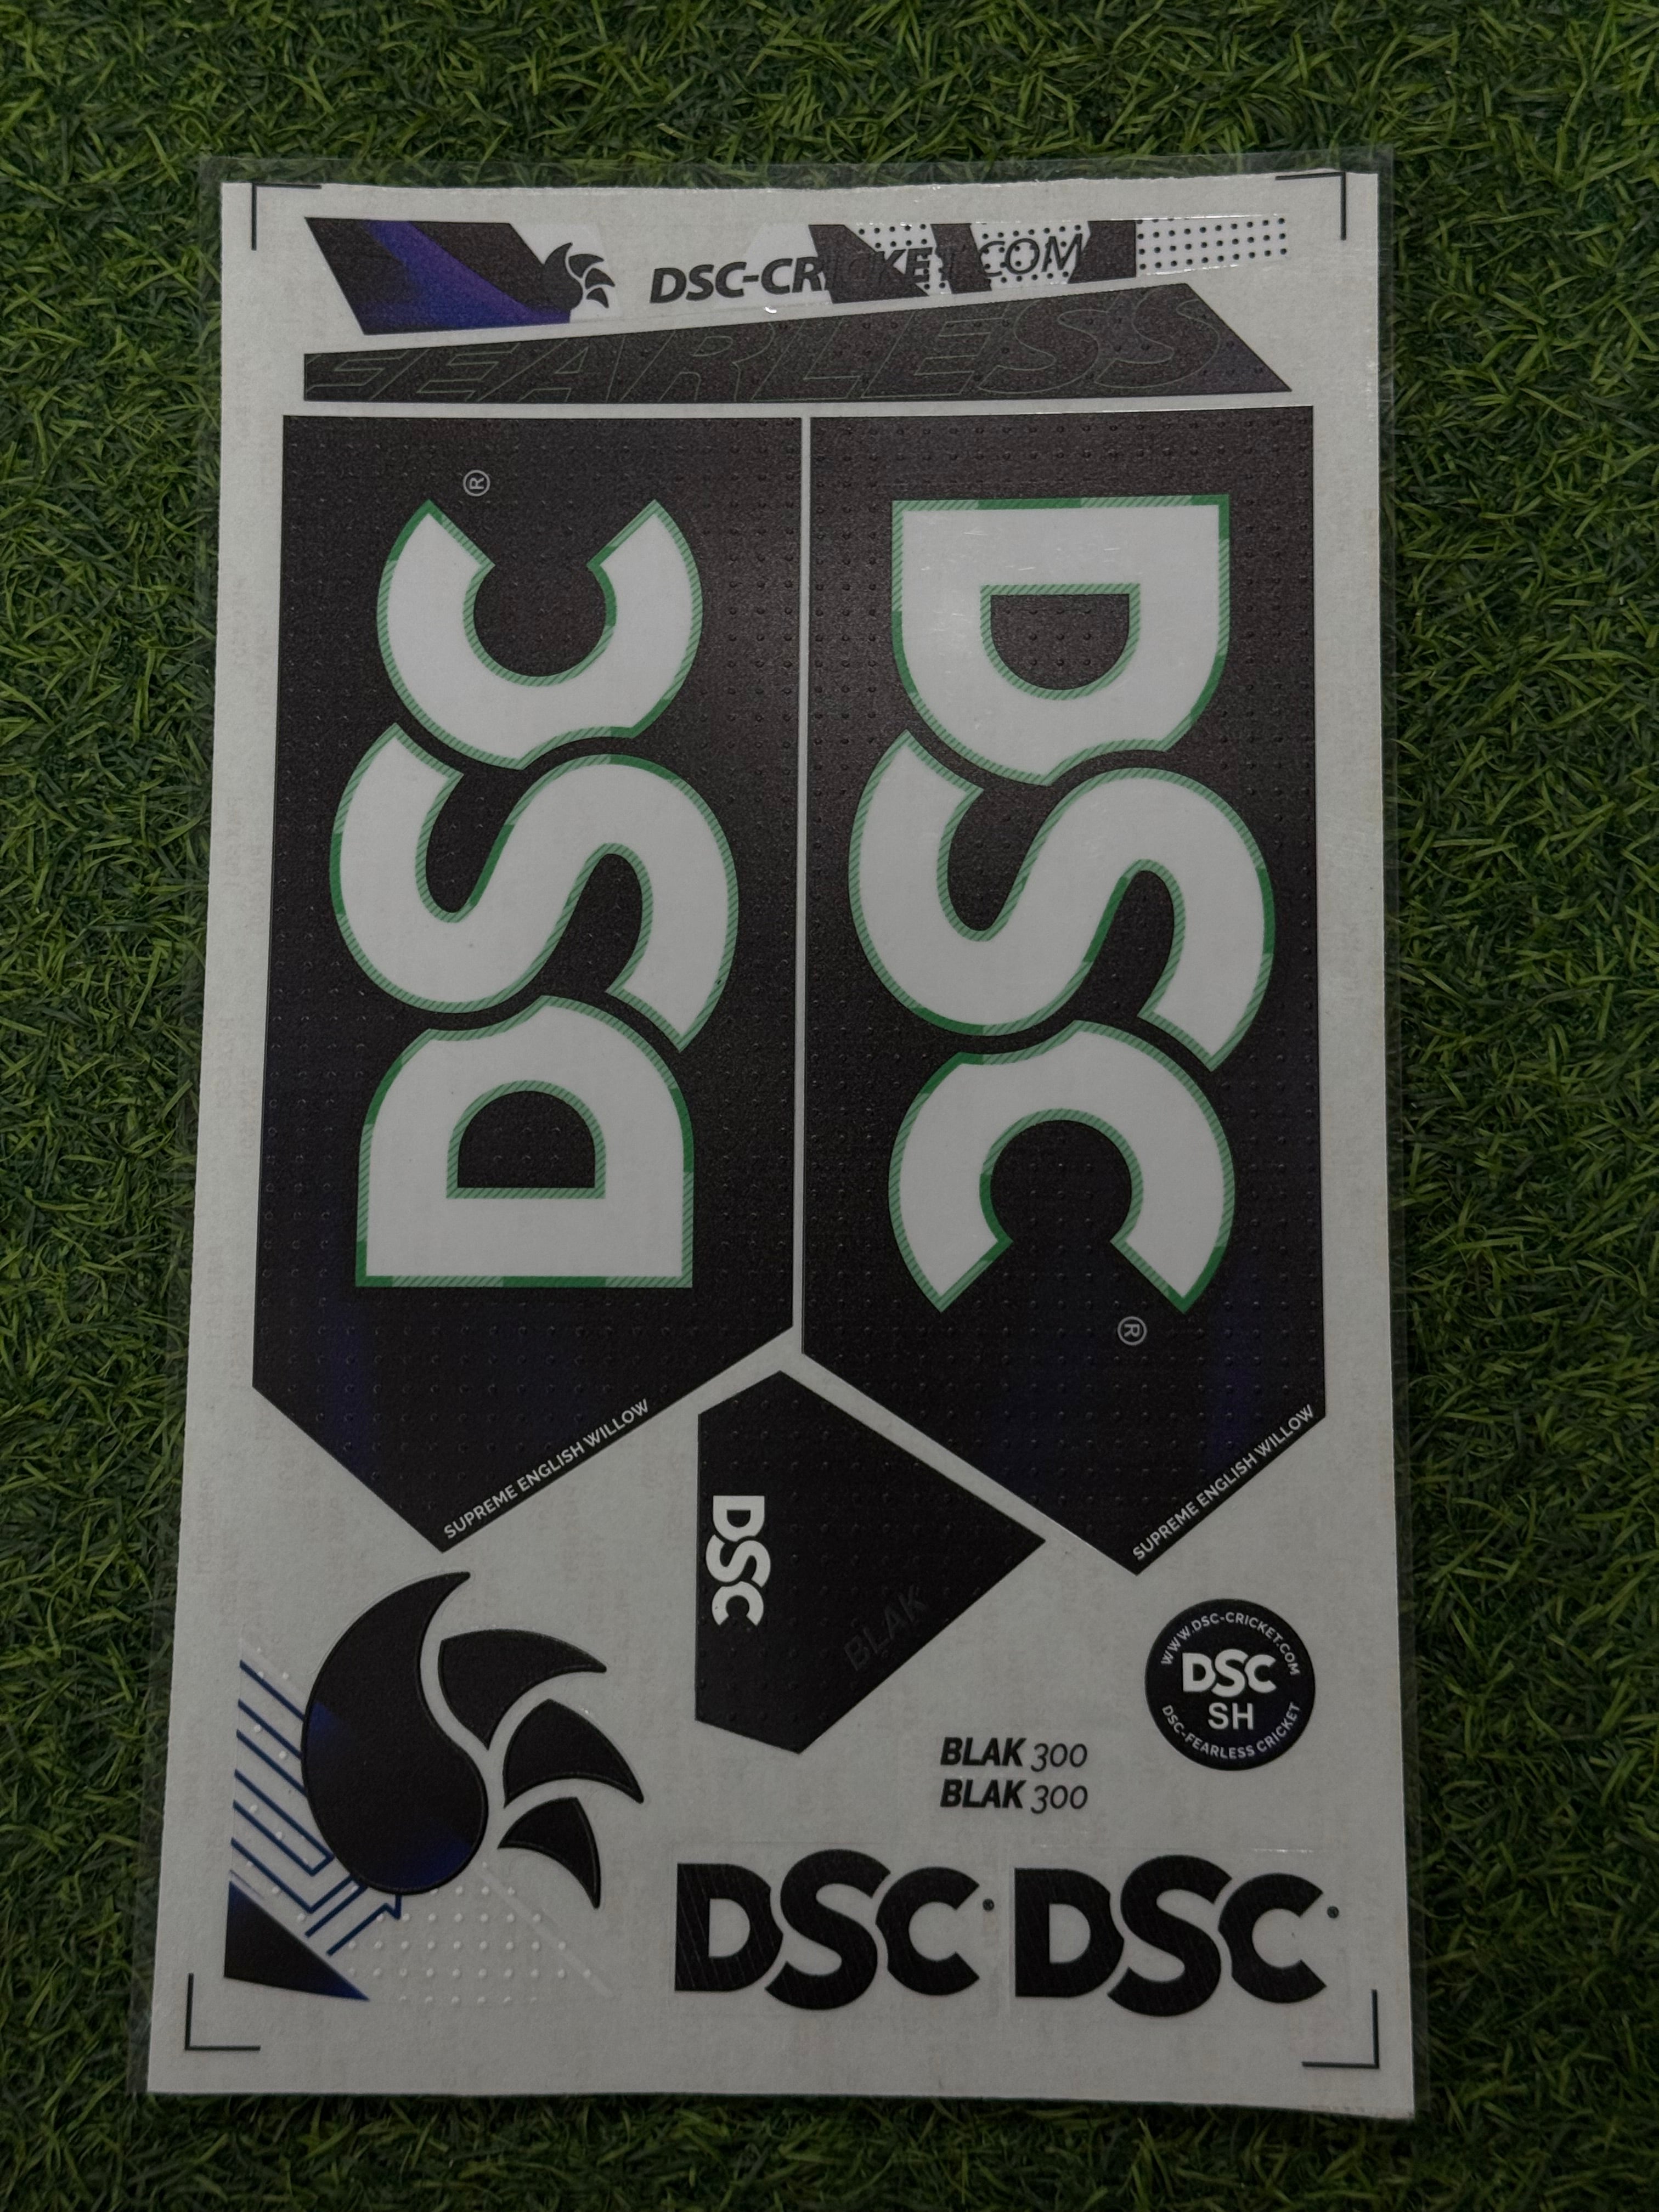 DSC-CRICKET.COM
FEARLESS
DSC®
SUPREME ENGLISH WILLOW
DSC®
SUPREME ENGLISH WILLOW
DSC
BLAK
WWW.DSC-CRICKET.COM
DSC
SH
DSC-FEARLESS CRICKET
BLAK 300
BLAK 300
DSC® DSC®